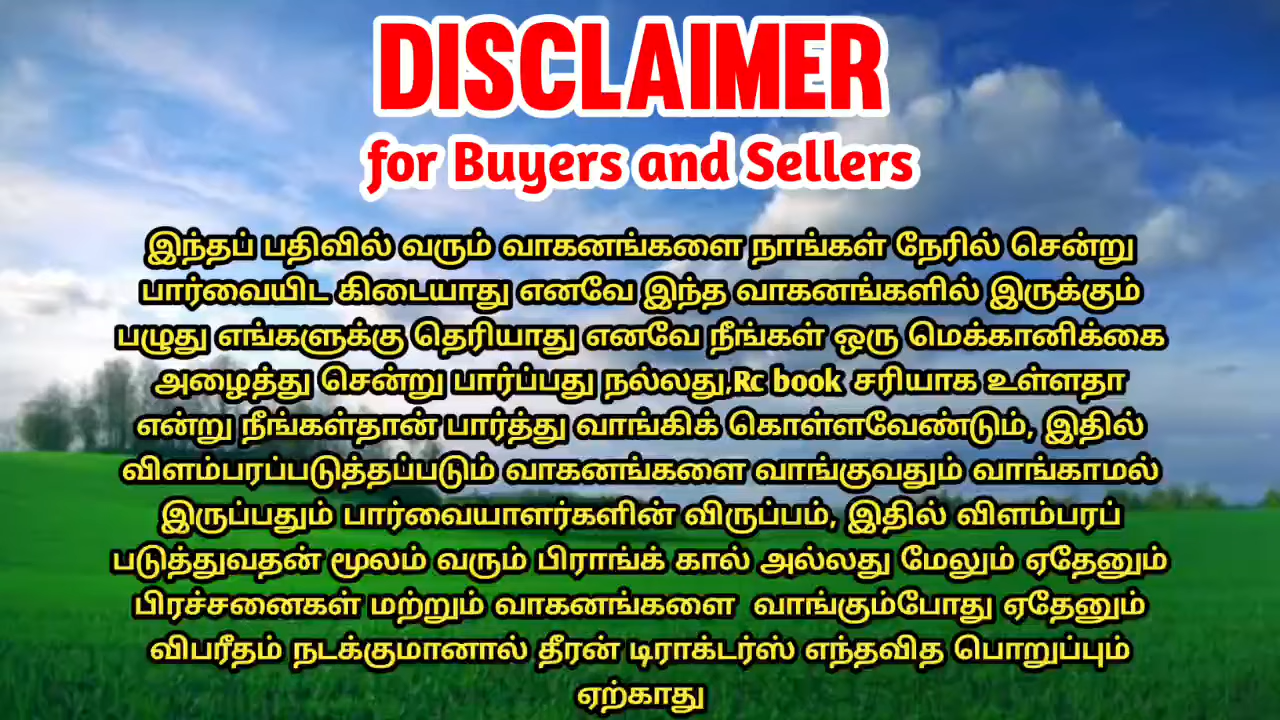 DISCLAIMER
for Buyers and Sellers
இந்தப் பதிவில் வரும் வாகனங்களை நாங்கள் நேரில் சென்று
பார்வையிட கிடையாது எனவே இந்த வாகனங்களில் இருக்கும்
பழுது எங்களுக்கு தெரியாது எனவே நீங்கள் ஒரு மெக்கானிக்கை
அழைத்து சென்று பார்ப்பது நல்லது,Rc book சரியாக உள்ளதா
என்று நீங்கள்தான் பார்த்து வாங்கிக் கொள்ளவேண்டும், இதில்
விளம்பரப்படுத்தப்படும் வாகனங்களை வாங்குவதும் வாங்காமல்
இருப்பதும் பார்வையாளர்களின் விருப்பம், இதில் விளம்பரப்
படுத்துவதன் மூலம் வரும் பிராங்க் கால் அல்லது மேலும் ஏதேனும்
பிரச்சனைகள் மற்றும் வாகனங்களை வாங்கும்போது ஏதேனும்
விபரீதம் நடக்குமானால் தீரன் டிராக்டர்ஸ் எந்தவித பொறுப்பும்
ஏற்காது